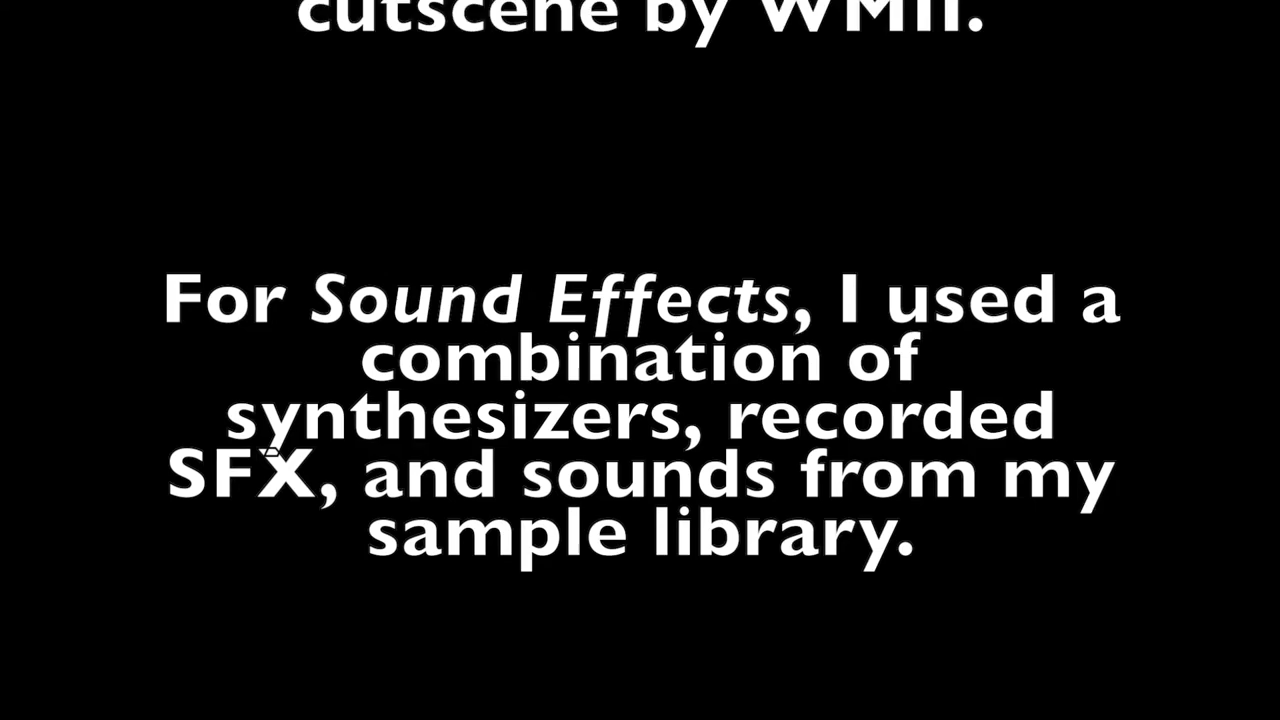 cutscene by WMII.
For Sound Effects, I used a
combination of
synthesizers, recorded
SFX, and sounds from my
sample library.